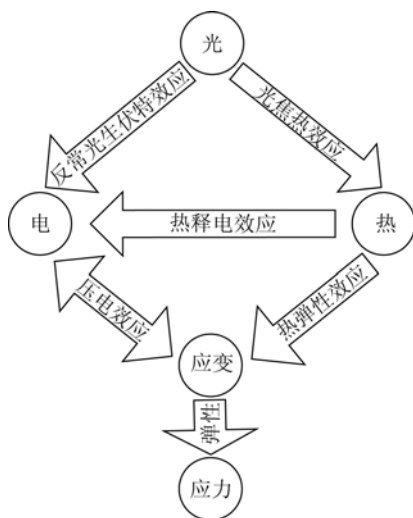 光
反常光生伏特效应
光焦热效应
电
热释电效应
热
压电效应
热弹性效应
应变
弹性
应力